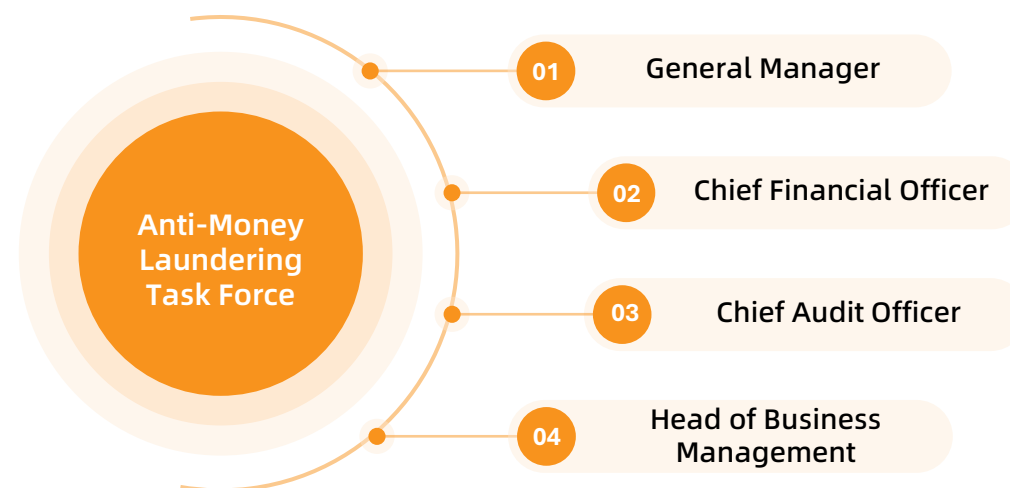 Anti-Money
Laundering
Task Force
01
General Manager
02
Chief Financial Officer
03
Chief Audit Officer
04
Head of Business
Management